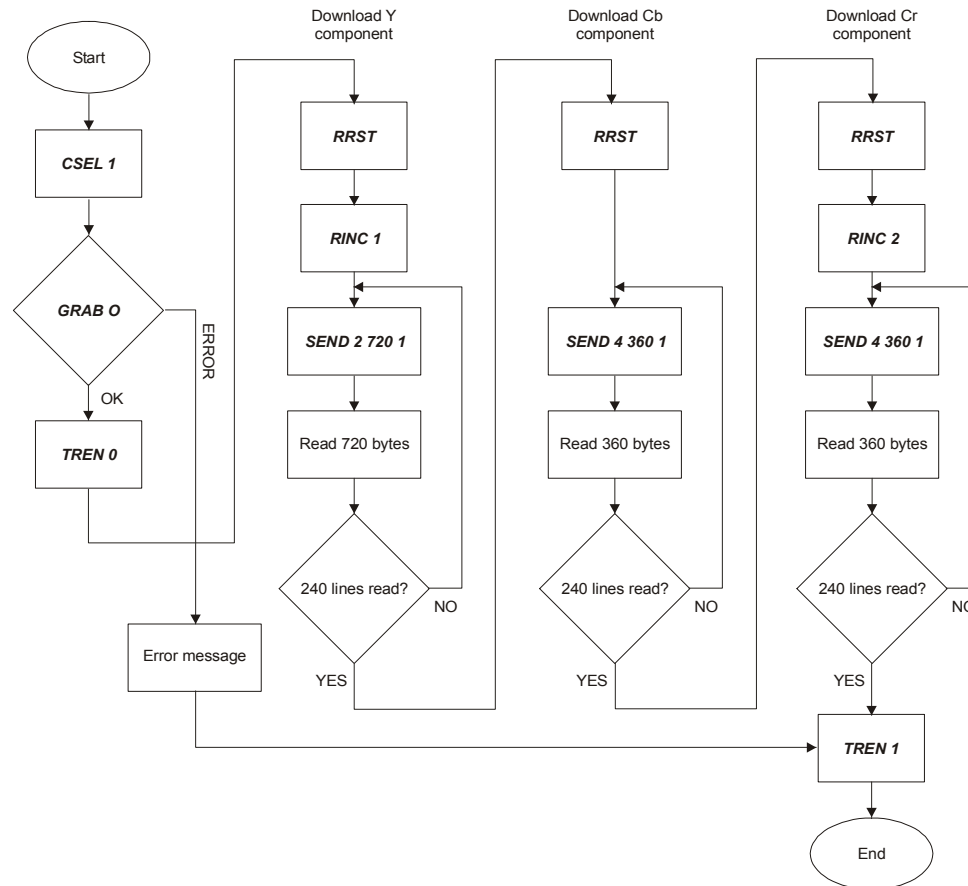 Start
CSEL 1
GRAB O
ERROR
OK
TREN 0
Error message
Download Y
component
RRST
RINC 1
SEND 2 720 1
Read 720 bytes
240 lines read?
NO
YES
Download Cb
component
RRST
SEND 4 360 1
Read 360 bytes
240 lines read?
NO
YES
Download Cr
component
RRST
RINC 2
SEND 4 360 1
Read 360 bytes
240 lines read?
NO
YES
TREN 1
End